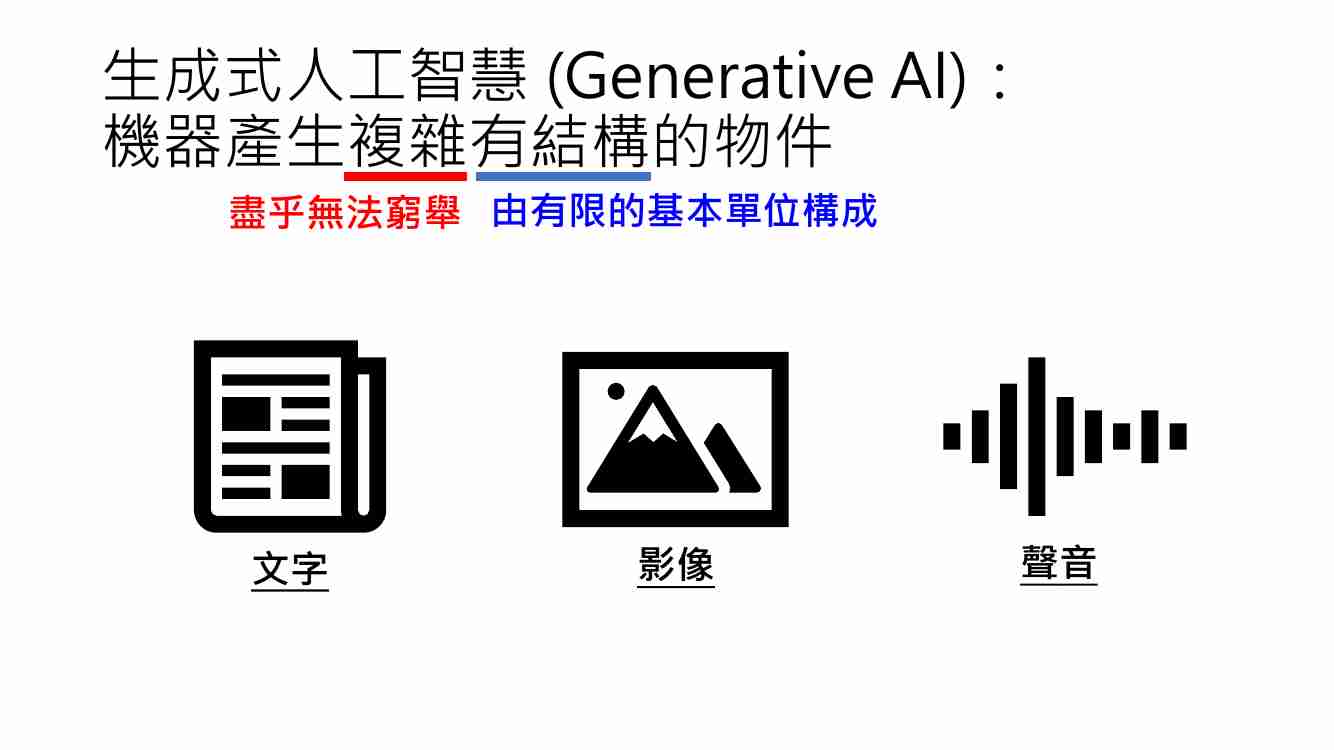 生成式人工智慧 (Generative AI)：
機器產生複雜有結構的物件
盡乎無法窮舉 由有限的基本單位構成
文字 影像 聲音